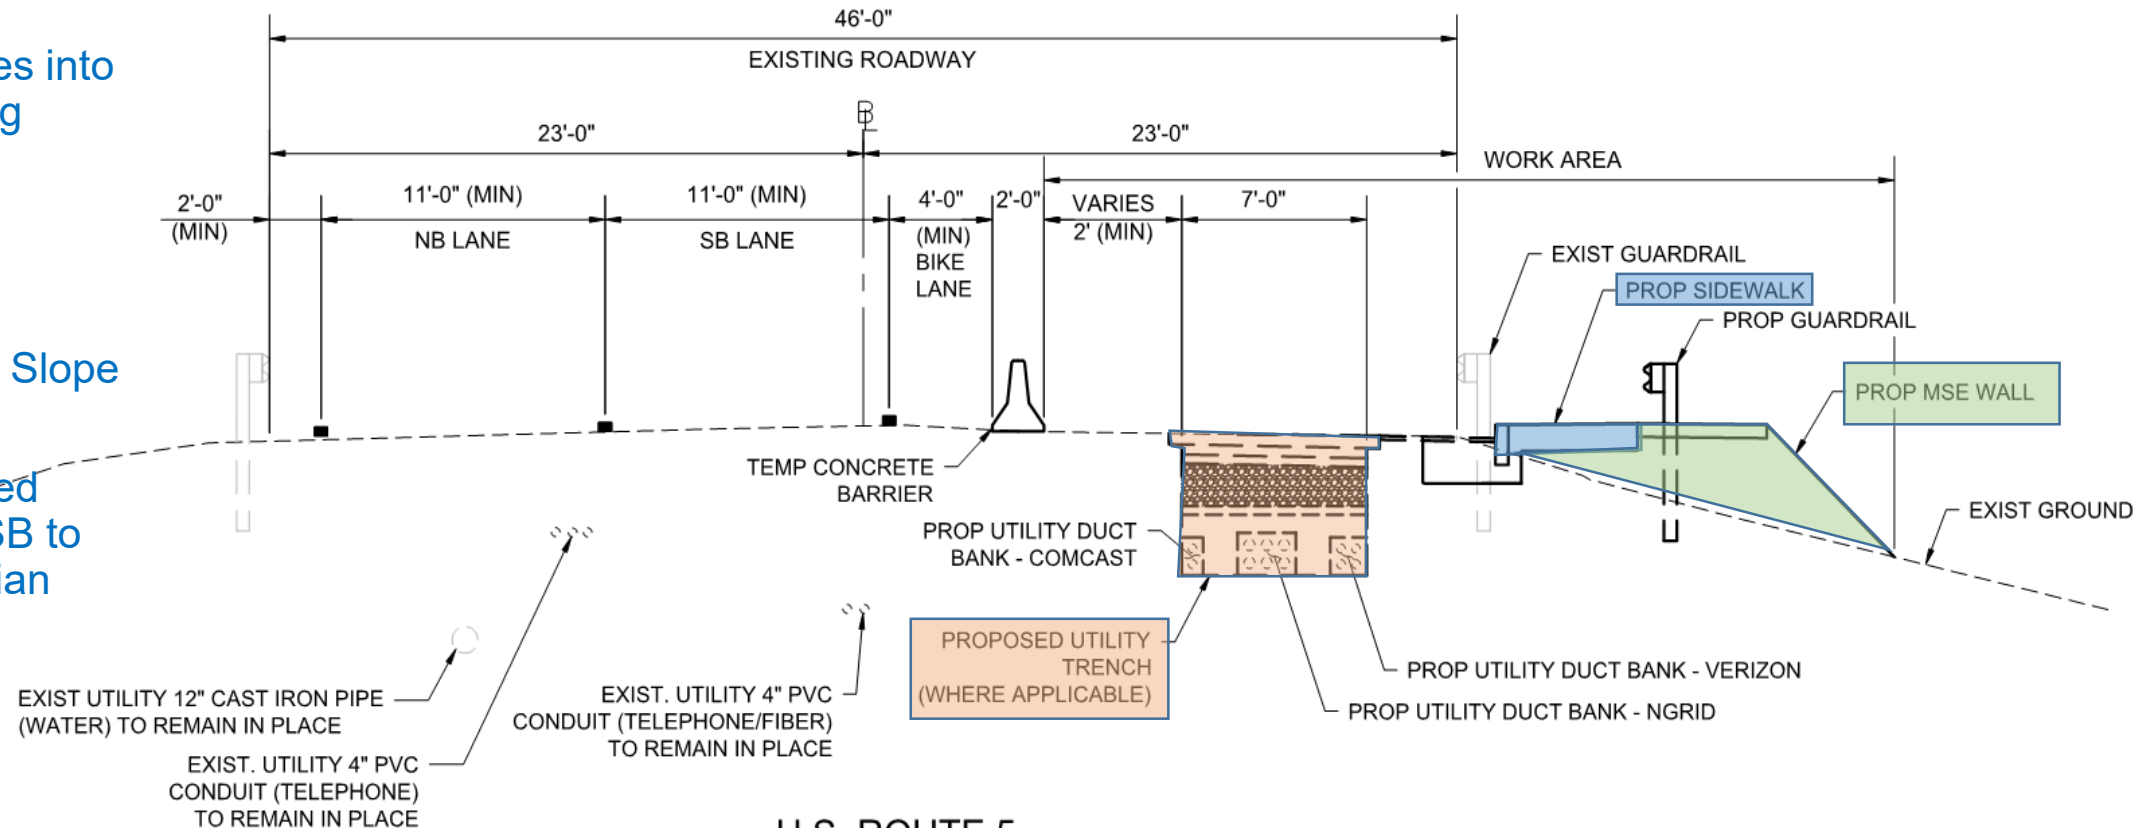 46'-0"
EXISTING ROADWAY
es into
g
23'-0"
23'-0"
WORK AREA
2'-0"
(MIN)
11'-0" (MIN)
NB LANE
11'-0" (MIN)
SB LANE
4'-0"
(MIN)
BIKE
LANE
2'-0"
VARIES
2' (MIN)
7'-0"
EXIST GUARDRAIL
PROP SIDEWALK
PROP GUARDRAIL
Slope
PROP MSE WALL
TEMP CONCRETE
BARRIER
ed
SB to
ian
PROP UTILITY DUCT
BANK - COMCAST
EXIST GROUND
PROPOSED UTILITY
TRENCH
(WHERE APPLICABLE)
PROP UTILITY DUCT BANK - VERIZON
PROP UTILITY DUCT BANK - NGRID
EXIST UTILITY 12" CAST IRON PIPE
(WATER) TO REMAIN IN PLACE
EXIST. UTILITY 4" PVC
CONDUIT (TELEPHONE/FIBER)
TO REMAIN IN PLACE
EXIST. UTILITY 4" PVC
CONDUIT (TELEPHONE)
TO REMAIN IN PLACE
U.S. ROUTE 5